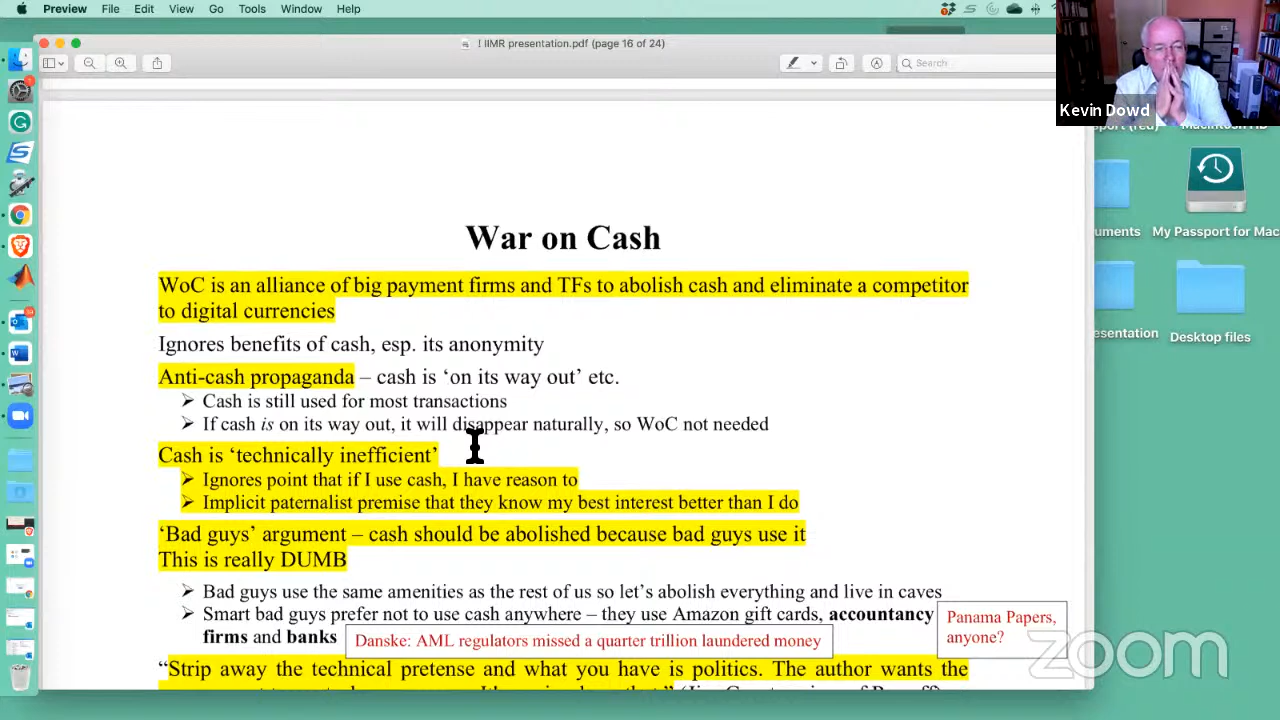 Preview File Edit View Go Tools Window Help
! IIMR presentation.pdf (page 16 of 24)
Search
Kevin Dowd
War on Cash
WoC is an alliance of big payment firms and TFs to abolish cash and eliminate a competitor
to digital currencies
Ignores benefits of cash, esp. its anonymity
Anti-cash propaganda – cash is ‘on its way out’ etc.
➢ Cash is still used for most transactions
➢ If cash is on its way out, it will disappear naturally, so WoC not needed
Cash is ‘technically inefficient’
➢ Ignores point that if I use cash, I have reason to
➢ Implicit paternalist premise that they know my best interest better than I do
‘Bad guys’ argument – cash should be abolished because bad guys use it
This is really DUMB
➢ Bad guys use the same amenities as the rest of us so let’s abolish everything and live in caves
➢ Smart bad guys prefer not to use cash anywhere – they use Amazon gift cards, accountancy
firms and banks
Danske: AML regulators missed a quarter trillion laundered money
Panama Papers,
anyone?
“Strip away the technical pretense and what you have is politics. The author wants the
My Passport for Mac
Desktop files
zoom